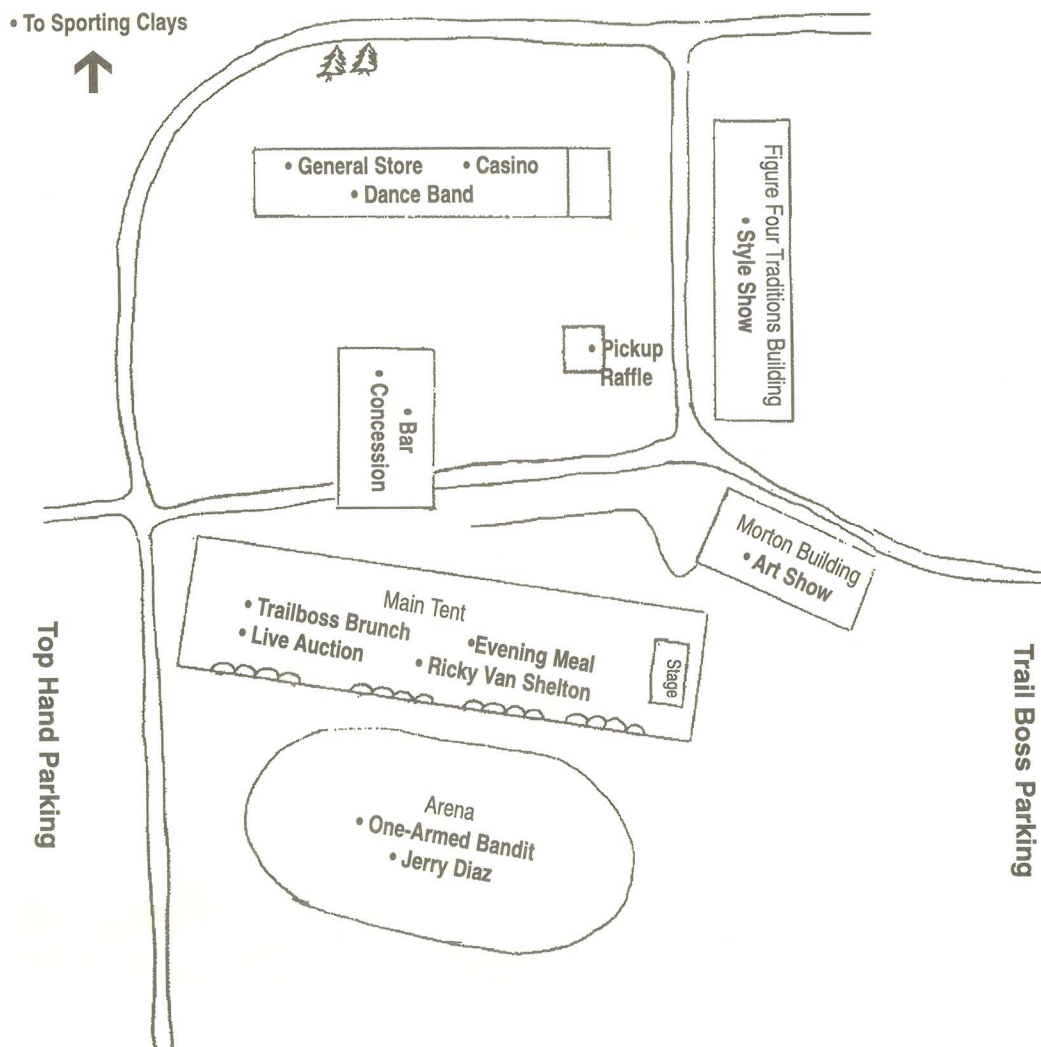 • To Sporting Clays
• General Store • Casino
• Dance Band
Figure Four Traditions Building
• Style Show
• Pickup
Raffle
• Bar
• Concession
Morton Building
• Art Show
Main Tent
• Trailboss Brunch
• Live Auction
•Evening Meal
• Ricky Van Shelton
Stage
Top Hand Parking
Trail Boss Parking
Arena
• One-Armed Bandit
• Jerry Diaz